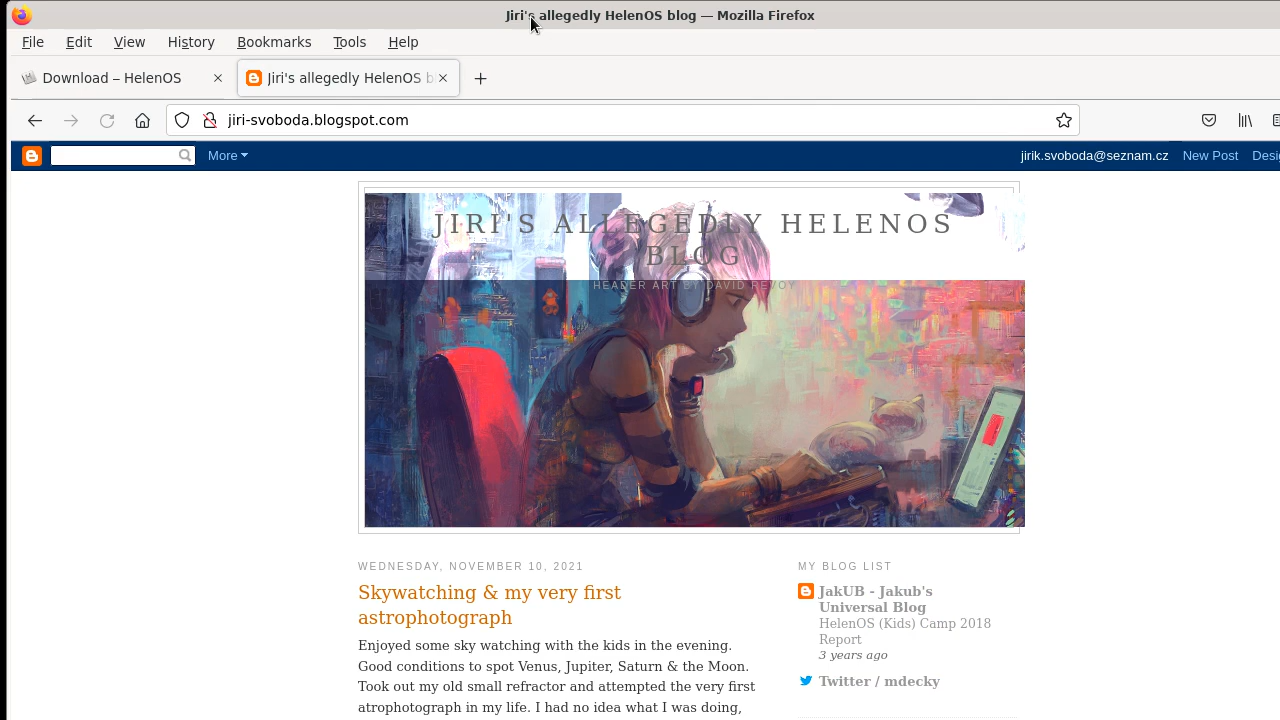 Jiri's allegedly HelenOS blog — Mozilla Firefox
File Edit View History Bookmarks Tools Help
Download – HelenOS
Jiri's allegedly HelenOS b
jiri-svoboda.blogspot.com
More
jirik.svoboda@seznam.cz New Post
JIRI'S ALLEGEDLY HELENOS
BLOG
HEADER ART BY DAVID REVOY
WEDNESDAY, NOVEMBER 10, 2021
Skywatching & my very first
astrophotograph
Enjoyed some sky watching with the kids in the evening.
Good conditions to spot Venus, Jupiter, Saturn & the Moon.
Took out my old small refractor and attempted the very first
atrophotograph in my life. I had no idea what I was doing,
MY BLOG LIST
JakUB - Jakub's
Universal Blog
HelenOS (Kids) Camp 2018
Report
3 years ago
Twitter / mdecky